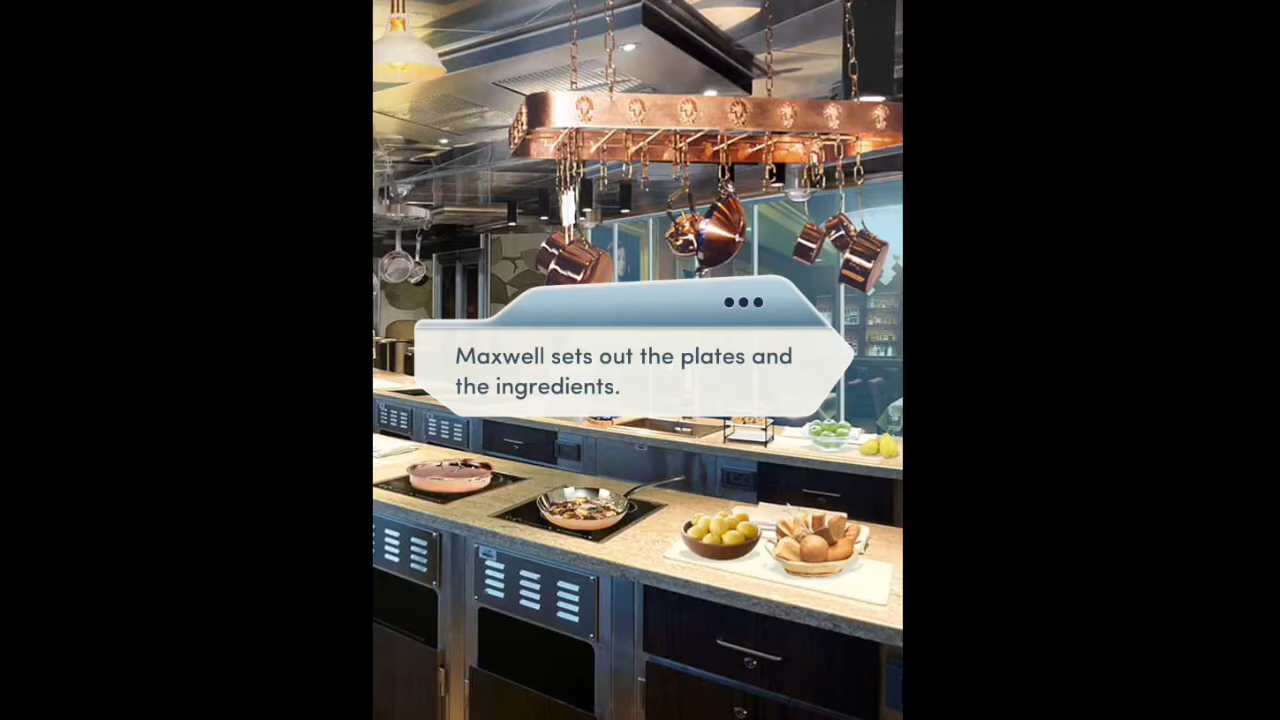 Maxwell sets out the plates and
the ingredients.